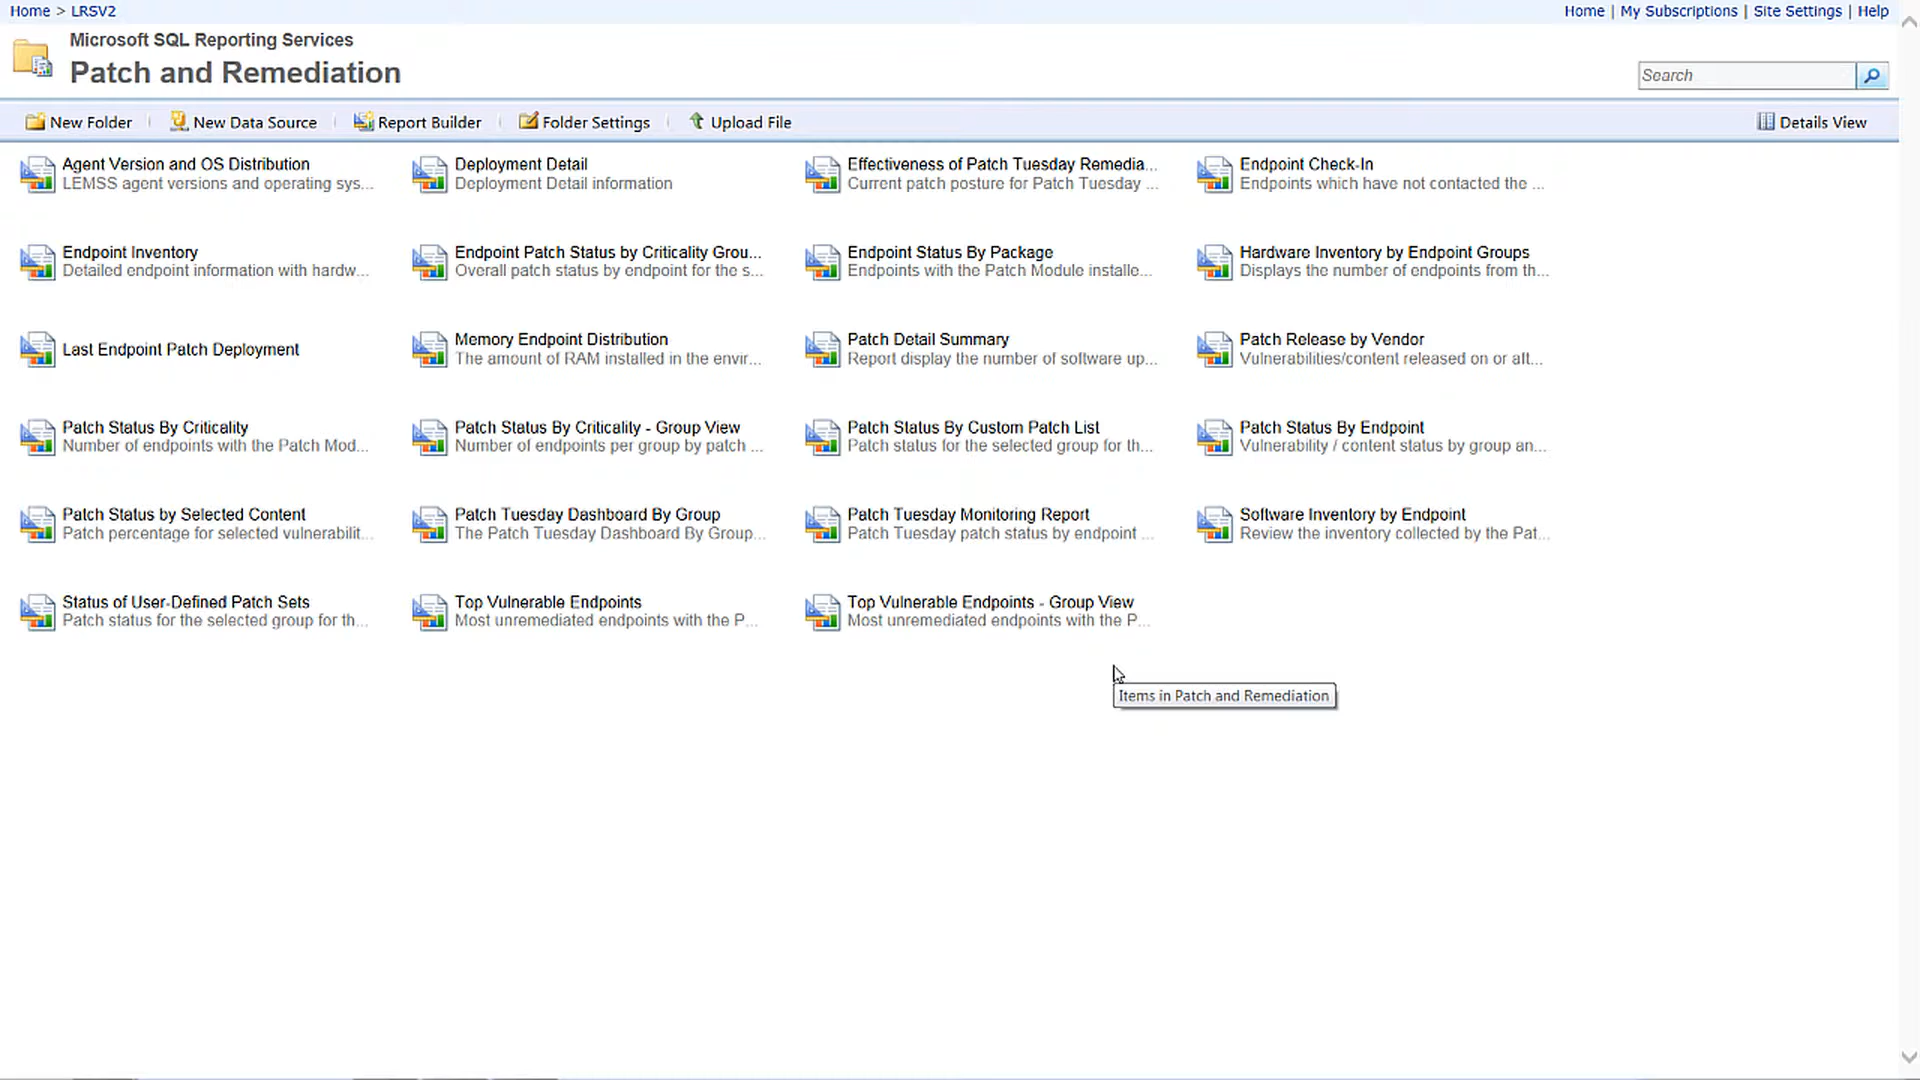 Home > LRSV2
Home | My Subscriptions | Site Settings | Help
Microsoft SQL Reporting Services
Patch and Remediation
Search
New Folder
New Data Source
Report Builder
Folder Settings
Upload File
Details View
Agent Version and OS Distribution
LEMSS agent versions and operating sys...
Deployment Detail
Deployment Detail information
Effectiveness of Patch Tuesday Remedia...
Current patch posture for Patch Tuesday ...
Endpoint Check-In
Endpoints which have not contacted the ...
Endpoint Inventory
Detailed endpoint information with hardw...
Endpoint Patch Status by Criticality Grou...
Overall patch status by endpoint for the s...
Endpoint Status By Package
Endpoints with the Patch Module installe...
Hardware Inventory by Endpoint Groups
Displays the number of endpoints from th...
Last Endpoint Patch Deployment
Memory Endpoint Distribution
The amount of RAM installed in the envir...
Patch Detail Summary
Report display the number of software up...
Patch Release by Vendor
Vulnerabilities/content released on or aft...
Patch Status By Criticality
Number of endpoints with the Patch Mod...
Patch Status By Criticality - Group View
Number of endpoints per group by patch ...
Patch Status By Custom Patch List
Patch status for the selected group for th...
Patch Status By Endpoint
Vulnerability / content status by group an...
Patch Status by Selected Content
Patch percentage for selected vulnerabilit...
Patch Tuesday Dashboard By Group
The Patch Tuesday Dashboard By Group...
Patch Tuesday Monitoring Report
Patch Tuesday patch status by endpoint ...
Software Inventory by Endpoint
Review the inventory collected by the Pat...
Status of User-Defined Patch Sets
Patch status for the selected group for th...
Top Vulnerable Endpoints
Most unremediated endpoints with the P...
Top Vulnerable Endpoints - Group View
Most unremediated endpoints with the P...
Items in Patch and Remediation